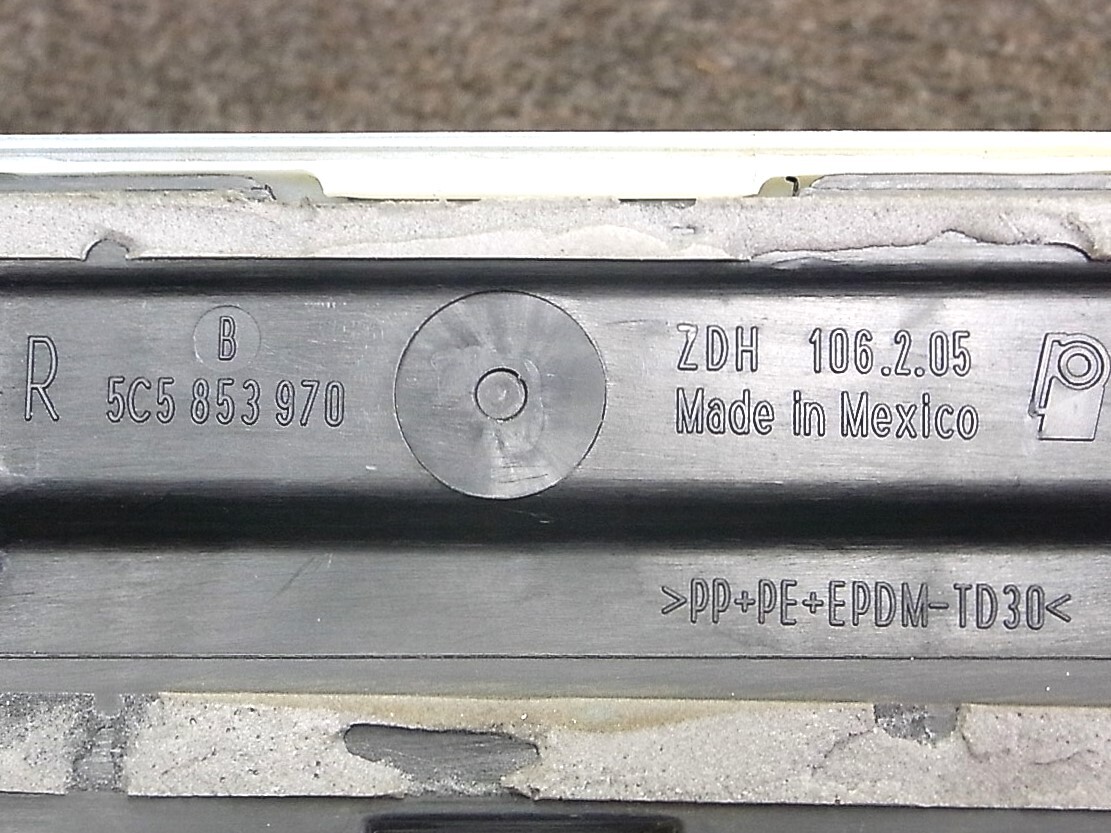 R
B
5C5 853 970
ZDH 106.2.05
Made in Mexico
>PP+PE+EPDM-TD30<